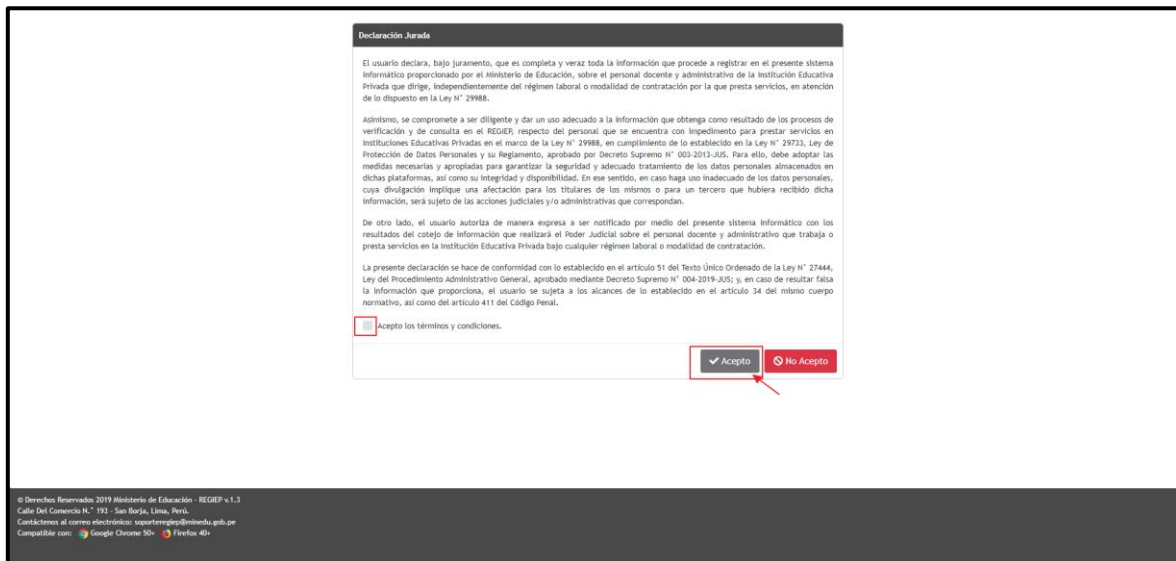 Declaración Jurada
El usuario declara, bajo juramento, que es completa y veraz toda la información que procede a registrar en el presente sistema
informático proporcionado por el Ministerio de Educación, sobre el personal docente y administrativo de la Institución Educativa
Privada que dirige, independientemente del régimen laboral o modalidad de contratación por la que presta servicios, en atención
de lo dispuesto en la Ley N° 29988.
Asimismo, se compromete a ser diligente y dar un uso adecuado a la información que obtenga como resultado de los procesos de
verificación y de consulta en el REGIEP, respecto del personal que se encuentra con impedimento para prestar servicios en
Instituciones Educativas Privadas en el marco de la Ley N° 29988, en cumplimiento de lo establecido en la Ley N° 29733, Ley de
Protección de Datos Personales y su Reglamento, aprobado por Decreto Supremo N° 003-2013-JUS. Para ello, debe adoptar las
medidas necesarias y apropiadas para garantizar la seguridad y adecuado tratamiento de los datos personales almacenados en
dichas plataformas, así como su integridad y disponibilidad. En ese sentido, en caso haga uso inadecuado de los datos personales,
cuya divulgación implique una afectación para los titulares de los mismos o para un tercero que hubiera recibido dicha
información, será sujeto de las acciones judiciales y/o administrativas que correspondan.
De otro lado, el usuario autoriza de manera expresa a ser notificado por medio del presente sistema informático con los
resultados del cotejo de información que realizará el Poder Judicial sobre el personal docente y administrativo que trabaja o
presta servicios en la Institución Educativa Privada bajo cualquier régimen laboral o modalidad de contratación.
La presente declaración se hace de conformidad con lo establecido en el artículo 51 del Texto Único Ordenado de la Ley N° 27444,
Ley del Procedimiento Administrativo General, aprobado mediante Decreto Supremo N° 004-2019-JUS; y, en caso de resultar falsa
la información que proporciona, el usuario se sujeta a los alcances de lo establecido en el artículo 34 del mismo cuerpo
normativo, así como del artículo 411 del Código Penal.
Acepto los términos y condiciones.
Acepto No Acepto
© Derechos Reservados 2019 Ministerio de Educación - REGIEP v.1.3
Calle Del Comercio N.° 193 - San Borja, Lima, Perú.
Contáctenos al correo electrónico: soporteregiep@minedu.gob.pe
Compatible con: Google Chrome 50+ Firefox 40+